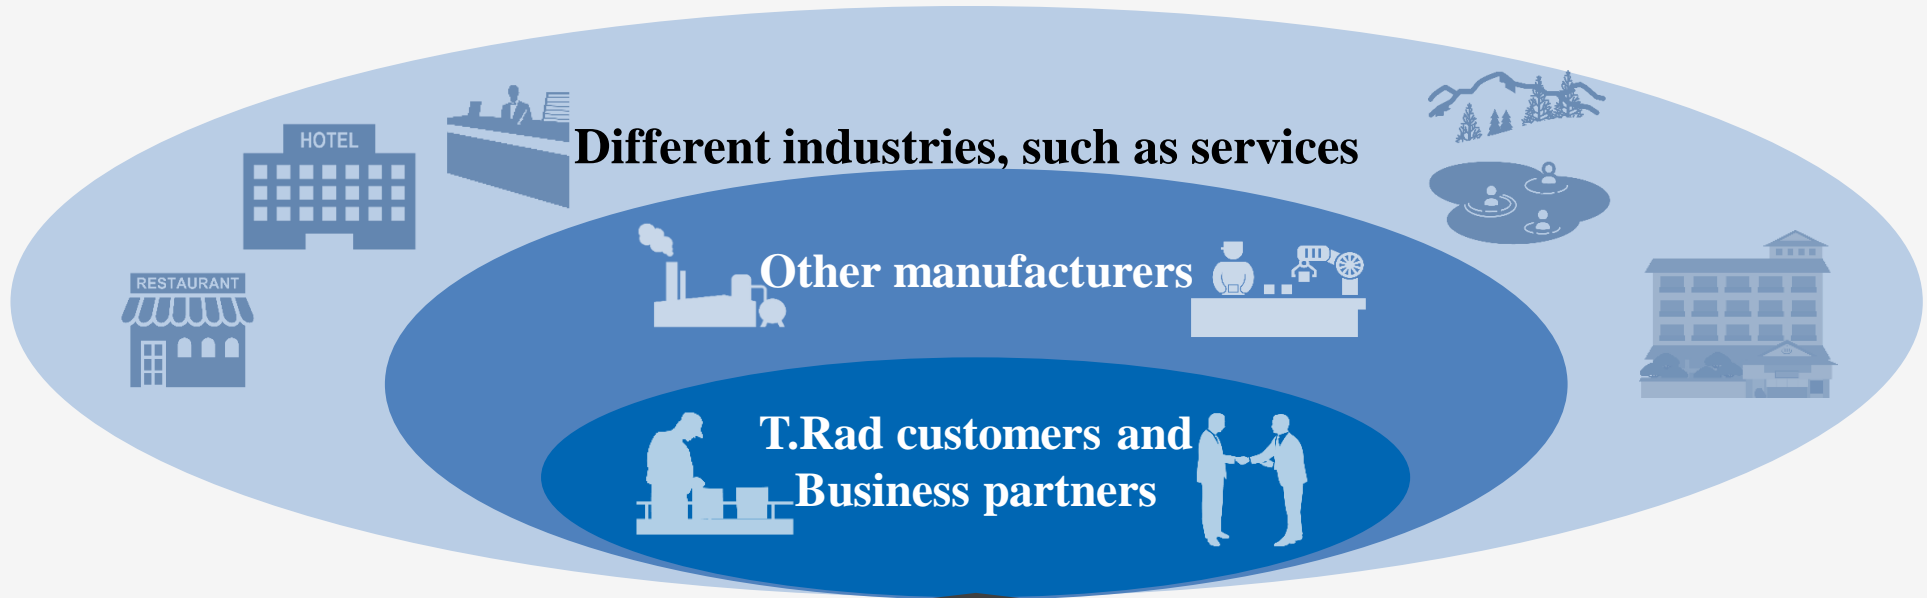 Different industries, such as services
HOTEL
RESTAURANT
Other manufacturers
T.Rad customers and
Business partners